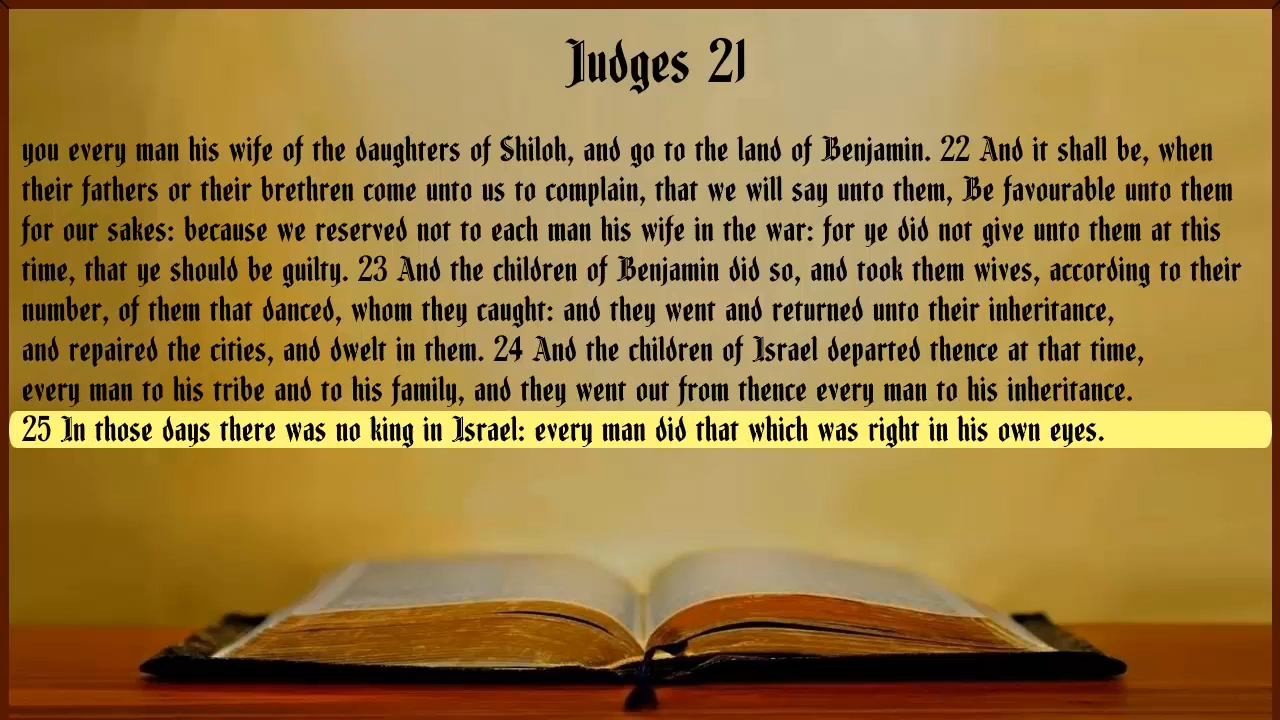 Judges 21
you every man his wife of the daughters of Shiloh, and go to the land of Benjamin. 22 And it shall be, when
their fathers or their brethren come unto us to complain, that we will say unto them, Be favourable unto them
for our sakes: because we reserved not to each man his wife in the war: for ye did not give unto them at this
time, that ye should be guilty. 23 And the children of Benjamin did so, and took them wives, according to their
number, of them that danced, whom they caught: and they went and returned unto their inheritance,
and repaired the cities, and dwelt in them. 24 And the children of Israel departed thence at that time,
every man to his tribe and to his family, and they went out from thence every man to his inheritance.
25 In those days there was no king in Israel: every man did that which was right in his own eyes.